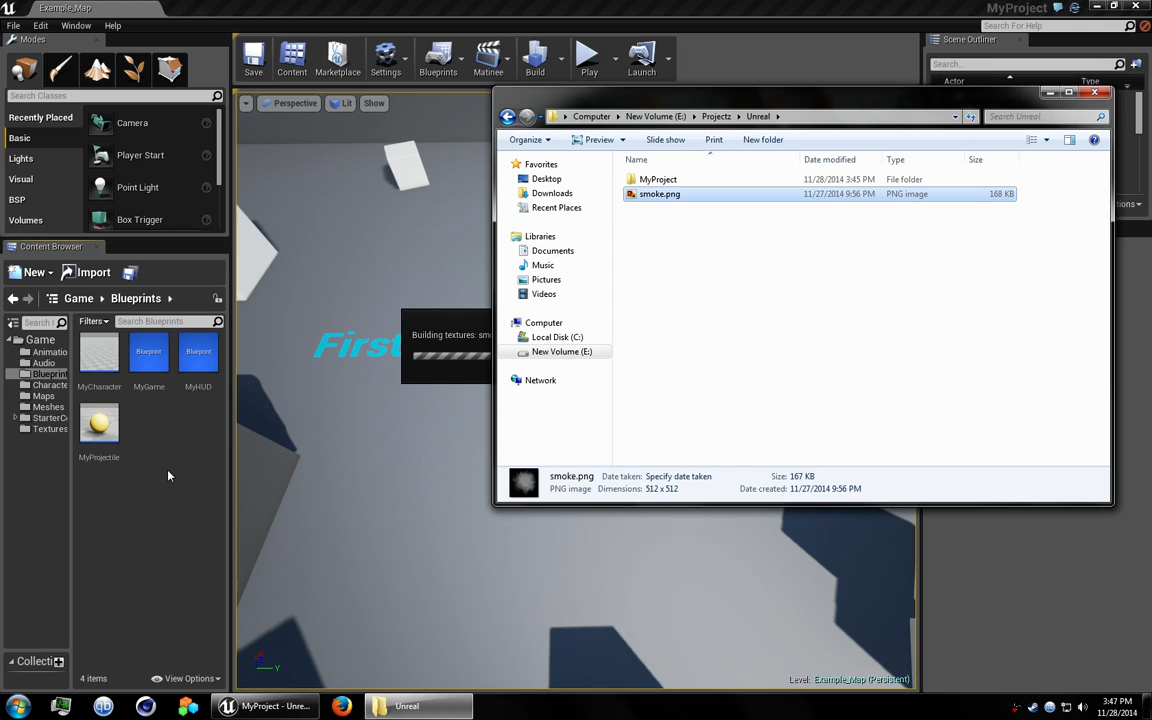 Example_Map
MyProject
File Edit Window Help
Search For Help
Modes
Search Classes
Recently Placed
Basic
Lights
Visual
BSP
Volumes
Camera
Player Start
Point Light
Box Trigger
Save Content Marketplace Settings Blueprints Matinee Build Play Launch
Perspective Lit Show
Scene Outliner
Search...
Actor Type
Content Browser
New Import
Game Blueprints
Search
Filters Search Blueprints
Game
Animatio
Audio
Blueprint
Characte
Maps
Meshes
StarterCo
Textures
Blueprint Blueprint
MyCharacter MyGame MyHUD
MyProjectile
Collecti
4 items View Options
First
Building textures: smo
Level: Example_Map (Persistent)
Computer New Volume (E:) Projectz Unreal
Search Unreal
Organize Preview Slide show Print New folder
Favorites
Desktop
Downloads
Recent Places
Libraries
Documents
Music
Pictures
Videos
Computer
Local Disk (C:)
New Volume (E:)
Network
Name Date modified Type Size
MyProject 11/28/2014 3:45 PM File folder
smoke.png 11/27/2014 9:56 PM PNG image 168 KB
smoke.png Date taken: Specify date taken Size: 167 KB
PNG image Dimensions: 512 x 512 Date created: 11/27/2014 9:56 PM
Y
MyProject - Unre...
Unreal
3:47 PM
11/28/2014